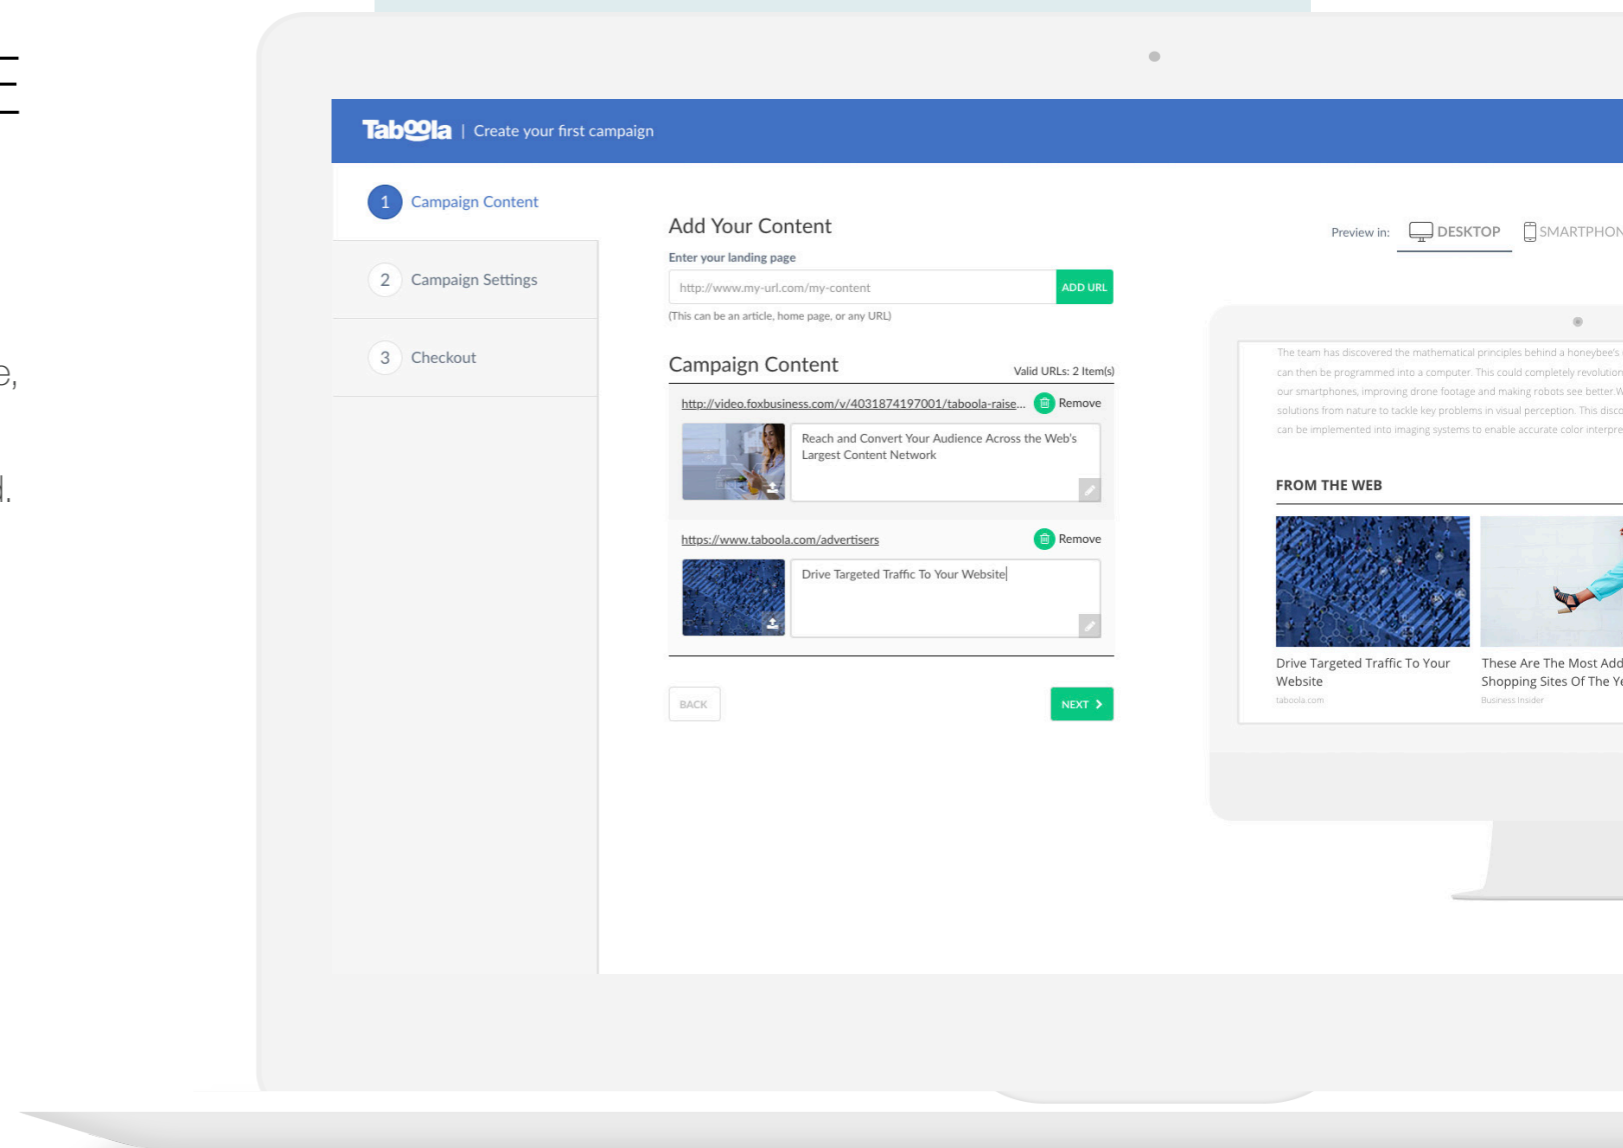 E
e,
d.
Taboola | Create your first campaign
1 Campaign Content
2 Campaign Settings
3 Checkout
Add Your Content
Enter your landing page
http://www.my-url.com/my-content
ADD URL
(This can be an article, home page, or any URL)
Campaign Content
Valid URLs: 2 Item(s)
http://video.foxbusiness.com/v/4031874197001/taboola-raise...
Remove
Reach and Convert Your Audience Across the Web's
Largest Content Network
https://www.taboola.com/advertisers
Remove
Drive Targeted Traffic To Your Website
BACK
NEXT
Preview in:
DESKTOP
SMARTPHON
The team has discovered the mathematical principles behind a honeybee's
can then be programmed into a computer. This could completely revolution
our smartphones, improving drone footage and making robots see better.W
solutions from nature to tackle key problems in visual perception. This disco
can be implemented into imaging systems to enable accurate color interpre
FROM THE WEB
Drive Targeted Traffic To Your
Website
taboola.com
These Are The Most Add
Shopping Sites Of The Ye
Business Insider